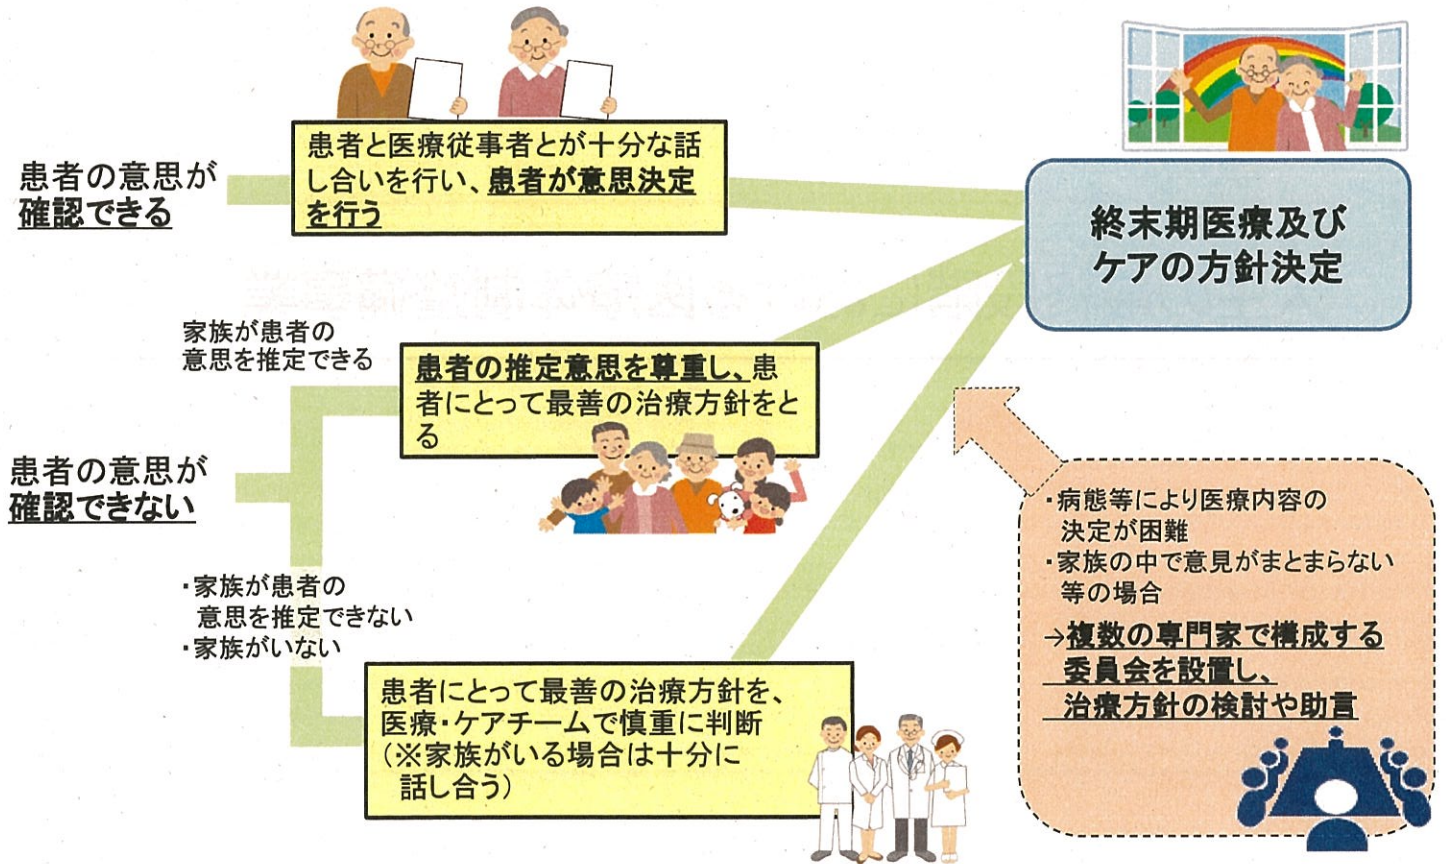 患者の意思が
確認できる
患者と医療従事者とが十分な話
し合いを行い、患者が意思決定
を行う
終末期医療及び
ケアの方針決定
家族が患者の
意思を推定できる
患者の推定意思を尊重し、患
者にとって最善の治療方針をと
る
患者の意思が
確認できない
・家族が患者の
意思を推定できない
・家族がいない
患者にとって最善の治療方針を、
医療・ケアチームで慎重に判断
(※家族がいる場合は十分に
話し合う)
・病態等により医療内容の
決定が困難
・家族の中で意見がまとまらない
等の場合
→複数の専門家で構成する
委員会を設置し、
治療方針の検討や助言